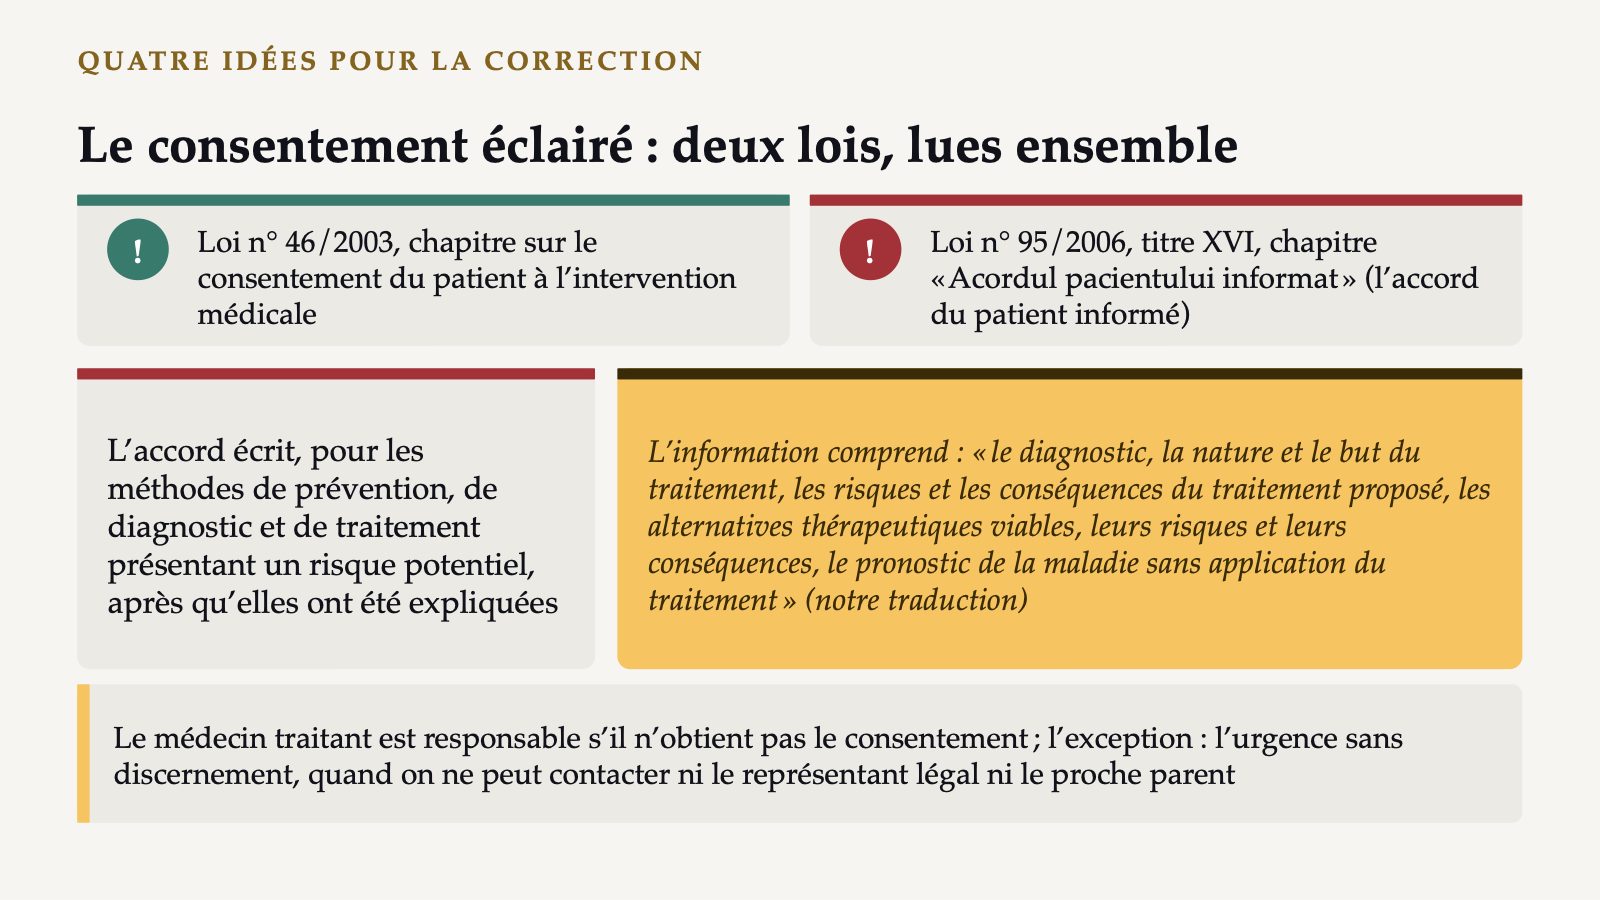 QUATRE IDÉES POUR LA CORRECTION
Le consentement éclairé : deux lois, lues ensemble
!
Loi n° 46/2003, chapitre sur le
consentement du patient à l’intervention
médicale
!
Loi n° 95/2006, titre XVI, chapitre
« Acordul pacientului informat » (l’accord
du patient informé)
L’accord écrit, pour les
méthodes de prévention, de
diagnostic et de traitement
présentant un risque potentiel,
après qu’elles ont été expliquées
L’information comprend : « le diagnostic, la nature et le but du
traitement, les risques et les conséquences du traitement proposé, les
alternatives thérapeutiques viables, leurs risques et leurs
conséquences, le pronostic de la maladie sans application du
traitement » (notre traduction)
Le médecin traitant est responsable s’il n’obtient pas le consentement ; l’exception : l’urgence sans
discernement, quand on ne peut contacter ni le représentant légal ni le proche parent